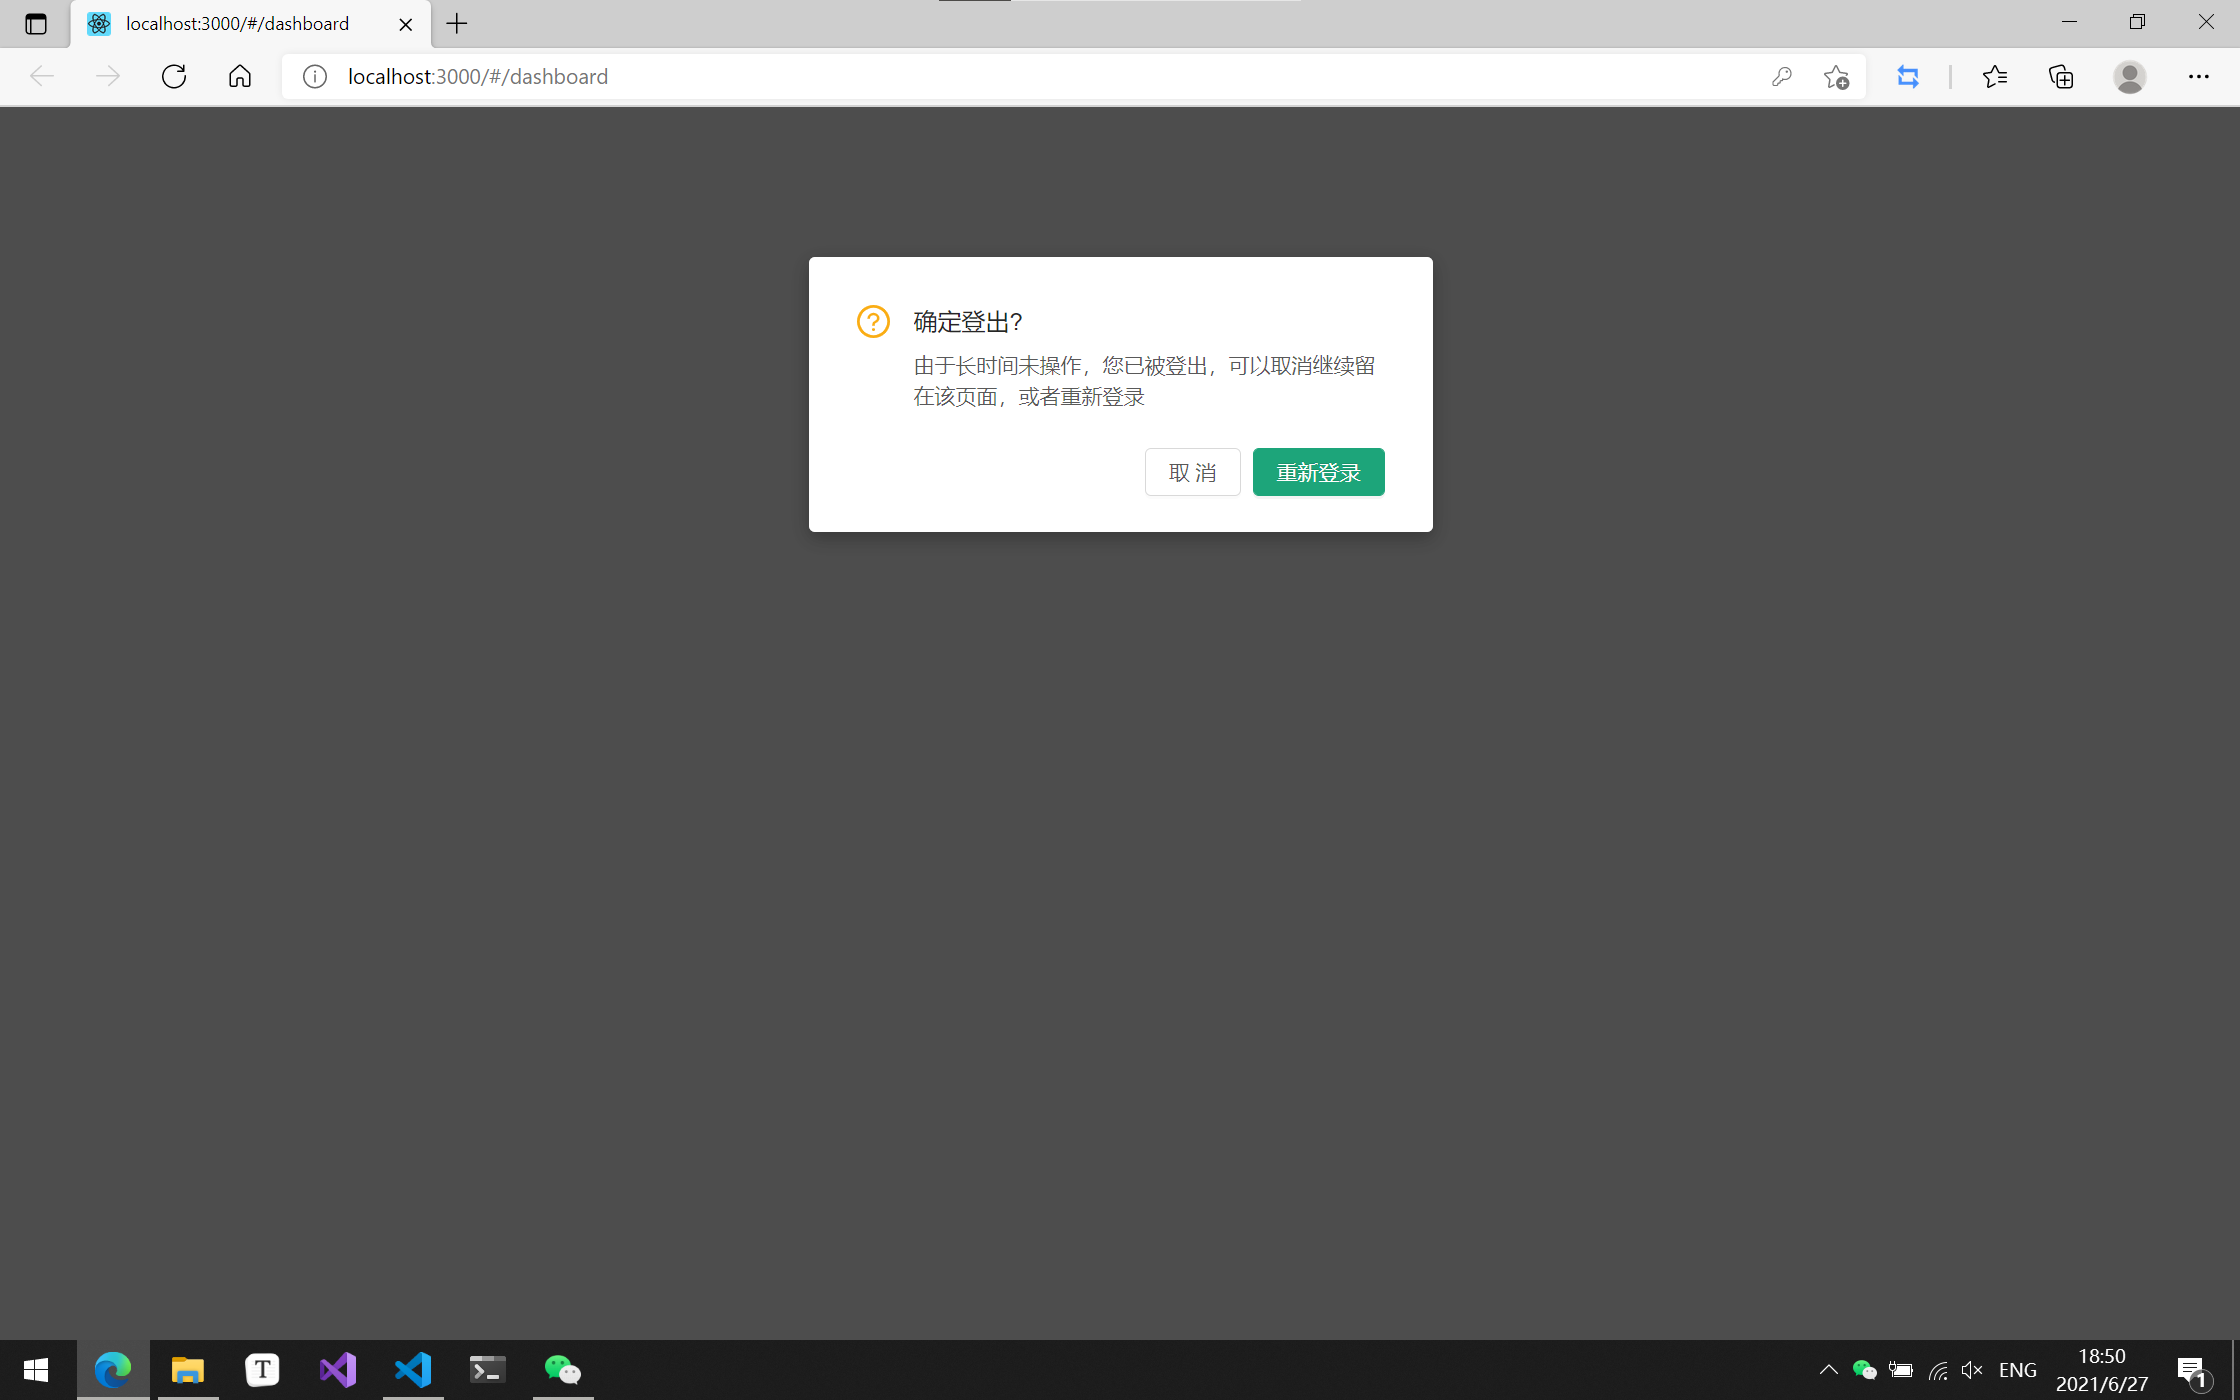 localhost:3000/#/dashboard
localhost:3000/#/dashboard
确定登出?
由于长时间未操作，您已被登出，可以取消继续留
在该页面，或者重新登录
取 消
重新登录
T
ENG
18:50
2021/6/27
1